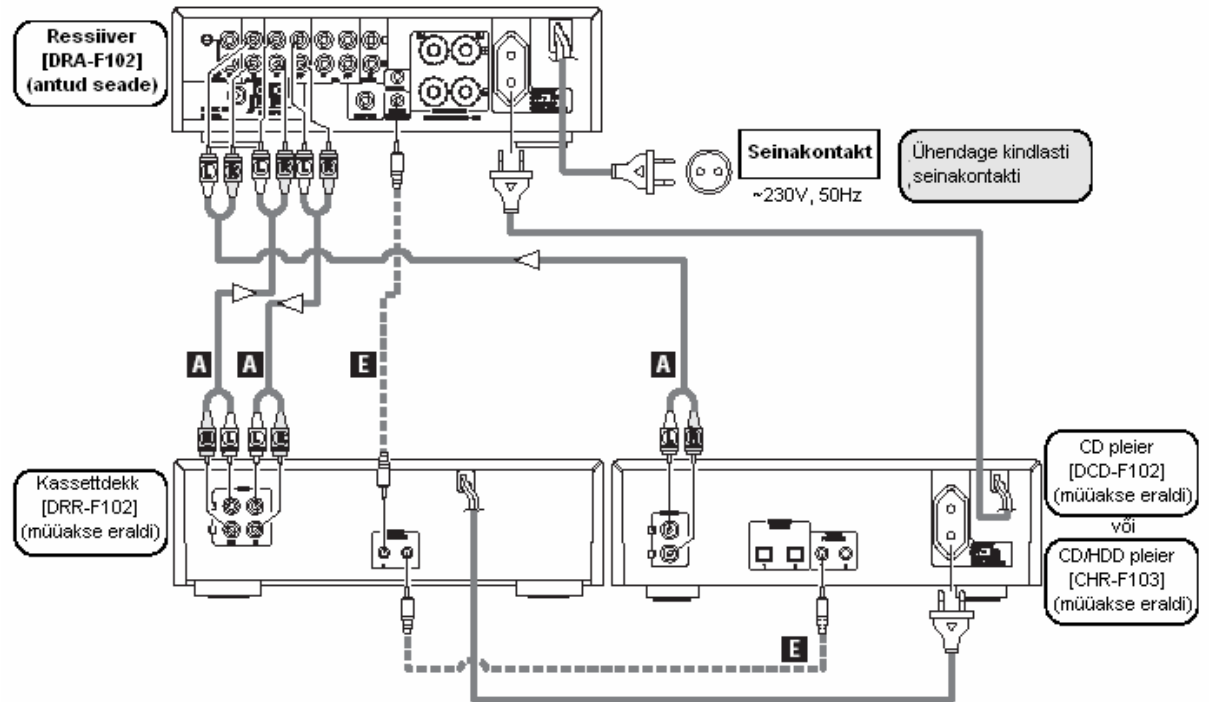 Ressiiver
[DRA-F102]
(antud seade)
L R L R L R
Seinakontakt
~230V, 50Hz
Ühendage kindlasti
seinakontakti
A
A
E
A
L L
L
Kassettdekk
[DRR-F102]
(müüakse eraldi)
CD pleier
[DCD-F102]
(müüakse eraldi)
või
CD/HDD pleier
[CHR-F103]
(müüakse eraldi)
E